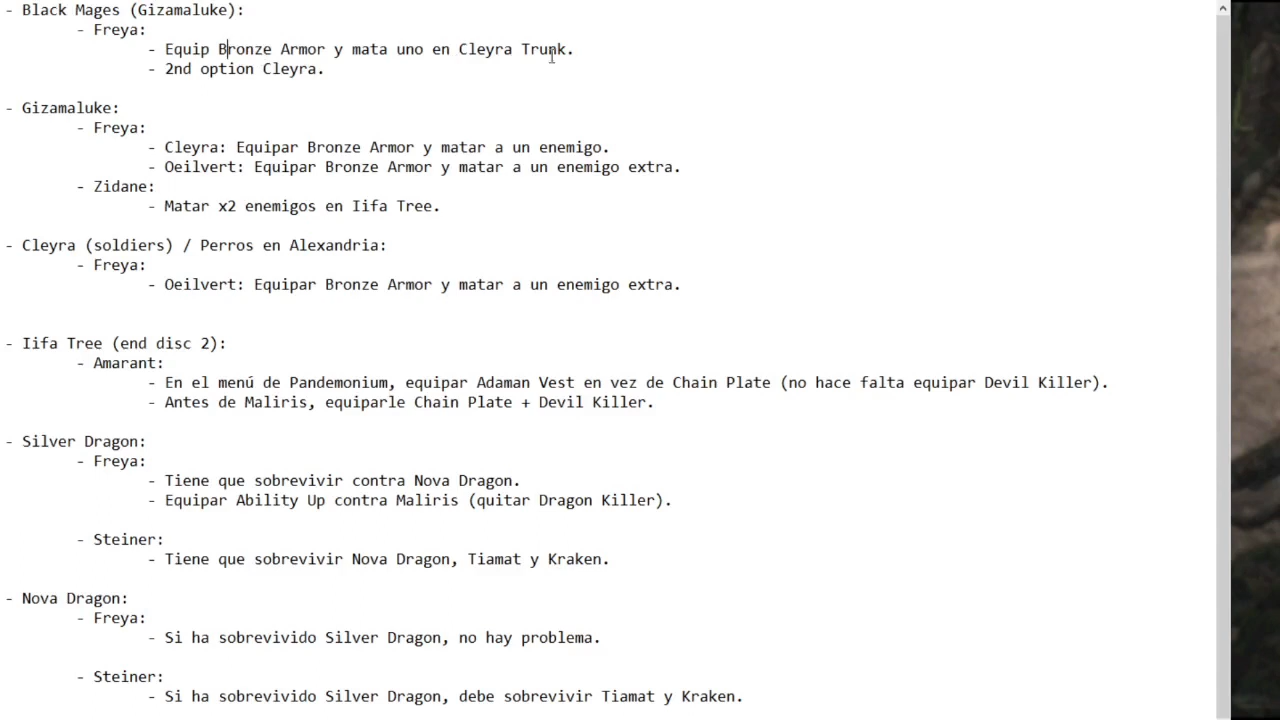 - Black Mages (Gizamaluke):
- Freya:
- Equip Bronze Armor y mata uno en Cleyra Trunk.
- 2nd option Cleyra.
- Gizamaluke:
- Freya:
- Cleyra: Equipar Bronze Armor y matar a un enemigo.
- Oeilvert: Equipar Bronze Armor y matar a un enemigo extra.
- Zidane:
- Matar x2 enemigos en Iifa Tree.
- Cleyra (soldiers) / Perros en Alexandria:
- Freya:
- Oeilvert: Equipar Bronze Armor y matar a un enemigo extra.
- Iifa Tree (end disc 2):
- Amarant:
- En el menú de Pandemonium, equipar Adaman Vest en vez de Chain Plate (no hace falta equipar Devil Killer).
- Antes de Maliris, equiparle Chain Plate + Devil Killer.
- Silver Dragon:
- Freya:
- Tiene que sobrevivir contra Nova Dragon.
- Equipar Ability Up contra Maliris (quitar Dragon Killer).
- Steiner:
- Tiene que sobrevivir Nova Dragon, Tiamat y Kraken.
- Nova Dragon:
- Freya:
- Si ha sobrevivido Silver Dragon, no hay problema.
- Steiner:
- Si ha sobrevivido Silver Dragon, debe sobrevivir Tiamat y Kraken.